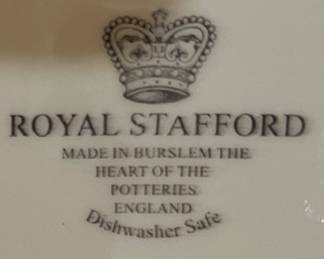 ROYAL STAFFORD
MADE IN BURSLEM THE
HEART OF THE
POTTERIES
ENGLAND
Dishwasher Safe